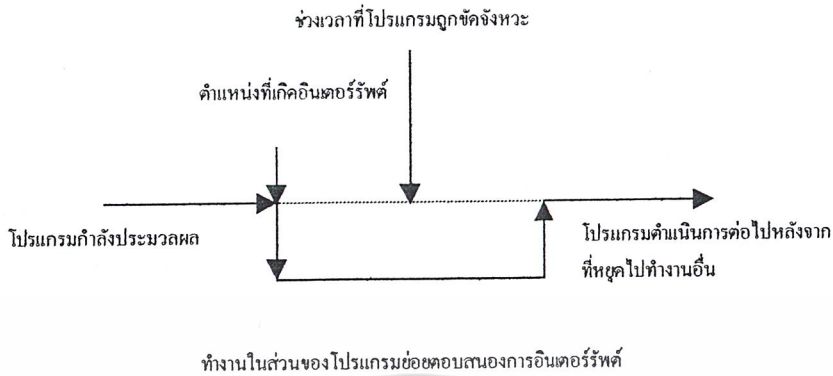 ช่วงเวลาที่โปรแกรมถูกขัดจังหวะ
ตำแหน่งที่เกิดอินเตอร์รัพต์
โปรแกรมกำลังประมวลผล
โปรแกรมดำเนินการต่อไปหลังจาก
ที่หยุดไปทำงานอื่น
ทำงานในส่วนของโปรแกรมย่อยตอบสนองการอินเตอร์รัพต์